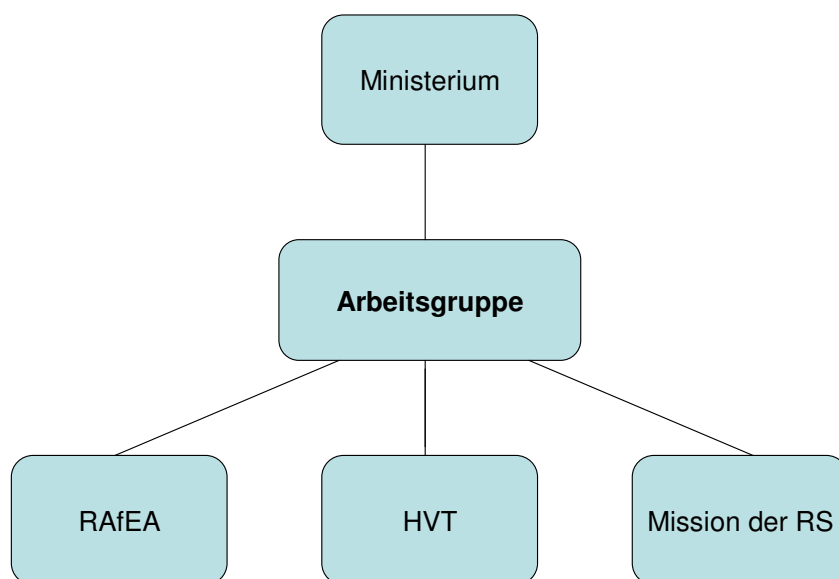 Ministerium
Arbeitsgruppe
RAfEA
HVT
Mission der RS